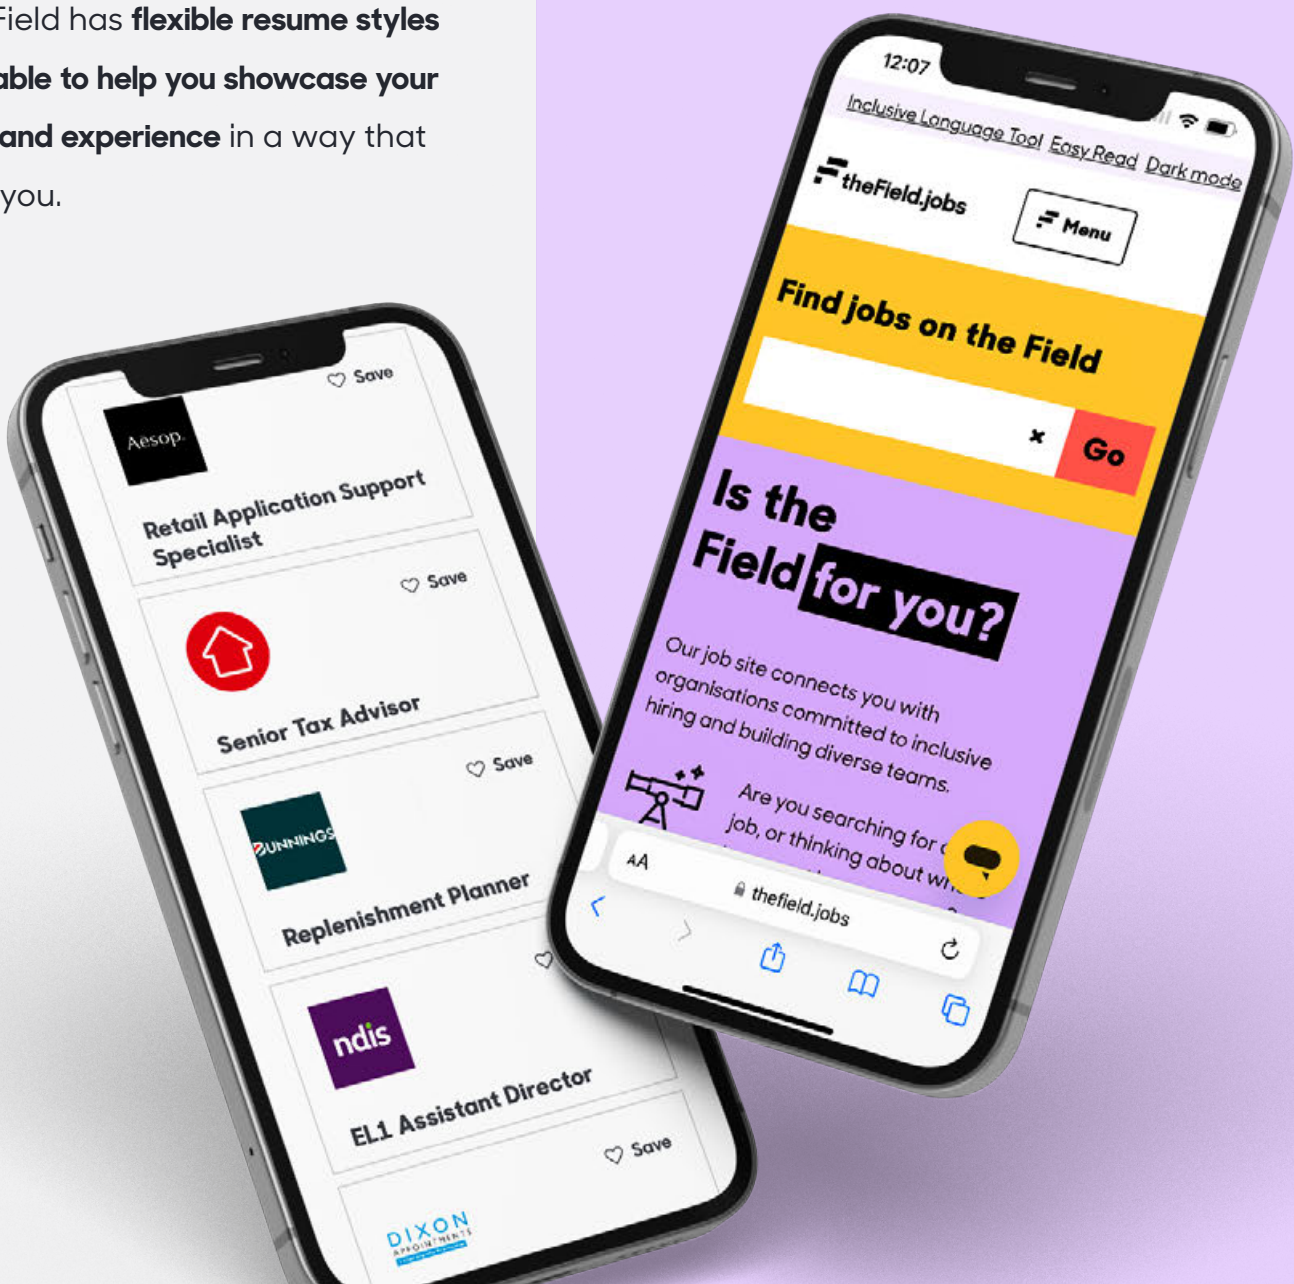 Field has flexible resume styles
able to help you showcase your
and experience in a way that
you.
Save
Aesop.
Retail Application Support
Specialist
Save
Senior Tax Advisor
Save
BUNNINGS
Replenishment Planner
ndis
EL1 Assistant Director
Save
DIXON
APPOINTMENTS
12:07
Inclusive Language Tool Easy Read Dark mode
theField.jobs
Menu
Find jobs on the Field
Go
Is the
Field for you?
Our job site connects you with
organisations committed to inclusive
hiring and building diverse teams.
Are you searching for
job, or thinking about
AA
thefield.jobs